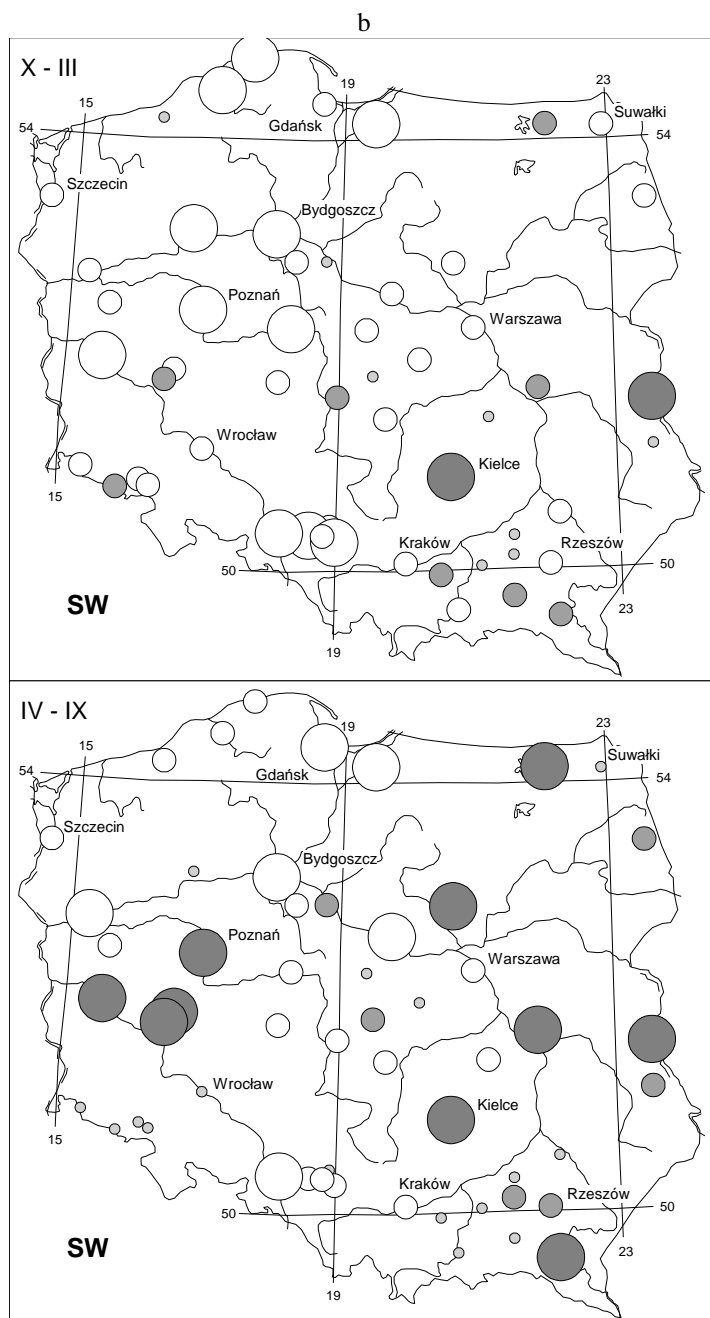 b
X - III
15
19
23
Suwałki
54
Gdańsk
54
Szczecin
Bydgoszcz
Poznań
Warszawa
Wrocław
Kielce
15
Kraków
Rzeszów
50
50
SW
23
19
IV - IX
19
23
15
Suwałki
54
Gdańsk
54
Szczecin
Bydgoszcz
Poznań
Warszawa
Wrocław
Kielce
15
Kraków
Rzeszów
50
50
SW
23
19